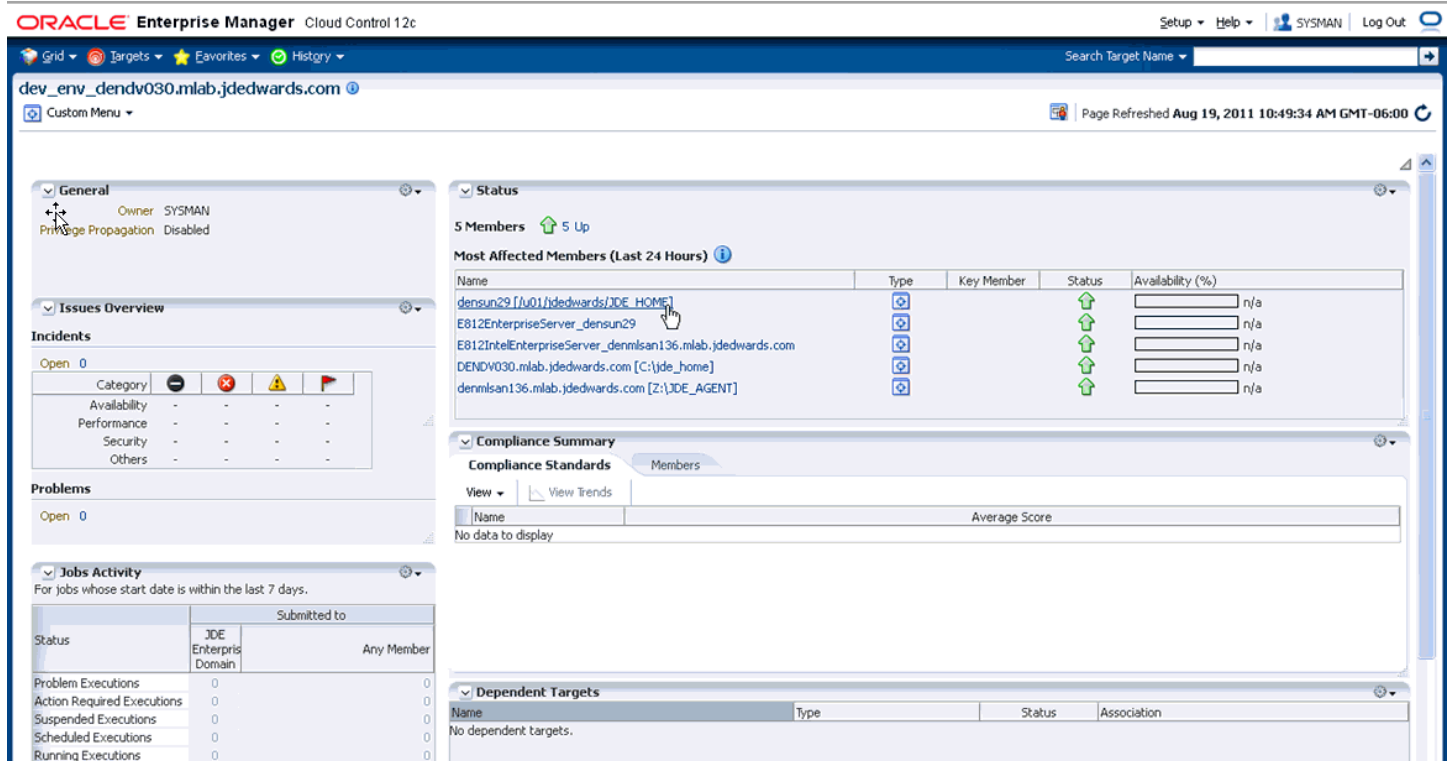 ORACLE Enterprise Manager Cloud Control 12c
Setup Help SYSMAN Log Out
Grid Targets Favorites History
Search Target Name
dev_env_dendv030.mlab.jdedwards.com
Custom Menu
Page Refreshed Aug 19, 2011 10:49:34 AM GMT-06:00
General
Owner SYSMAN
Privilege Propagation Disabled
Issues Overview
Incidents
Open 0
Category
Availability - - - -
Performance - - - -
Security - - - -
Others - - - -
Problems
Open 0
Jobs Activity
For jobs whose start date is within the last 7 days.
Status
Submitted to
JDE
Enterpris
Domain
Any Member
Problem Executions 0 0
Action Required Executions 0 0
Suspended Executions 0 0
Scheduled Executions 0 0
Running Executions 0 0
Status
5 Members 5 Up
Most Affected Members (Last 24 Hours)
Name Type Key Member Status Availability (%)
densun29 [/u01/jdedwards/JDE_HOME] n/a
E812EnterpriseServer_densun29 n/a
E812IntelEnterpriseServer_denmlsan136.mlab.jdedwards.com n/a
DENDV030.mlab.jdedwards.com [C:\jde_home] n/a
denmlsan136.mlab.jdedwards.com [Z:\JDE_AGENT] n/a
Compliance Summary
Compliance Standards Members
View View Trends
Name Average Score
No data to display
Dependent Targets
Name Type Status Association
No dependent targets.